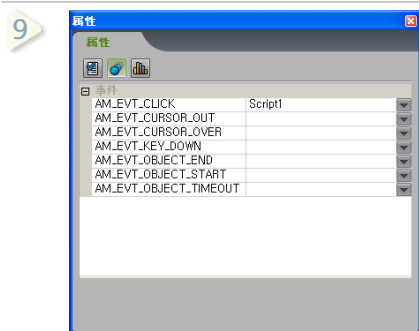 9
属性
属性
事件
AM_EVT_CLICK Script1
AM_EVT_CURSOR_OUT
AM_EVT_CURSOR_OVER
AM_EVT_KEY_DOWN
AM_EVT_OBJECT_END
AM_EVT_OBJECT_START
AM_EVT_OBJECT_TIMEOUT